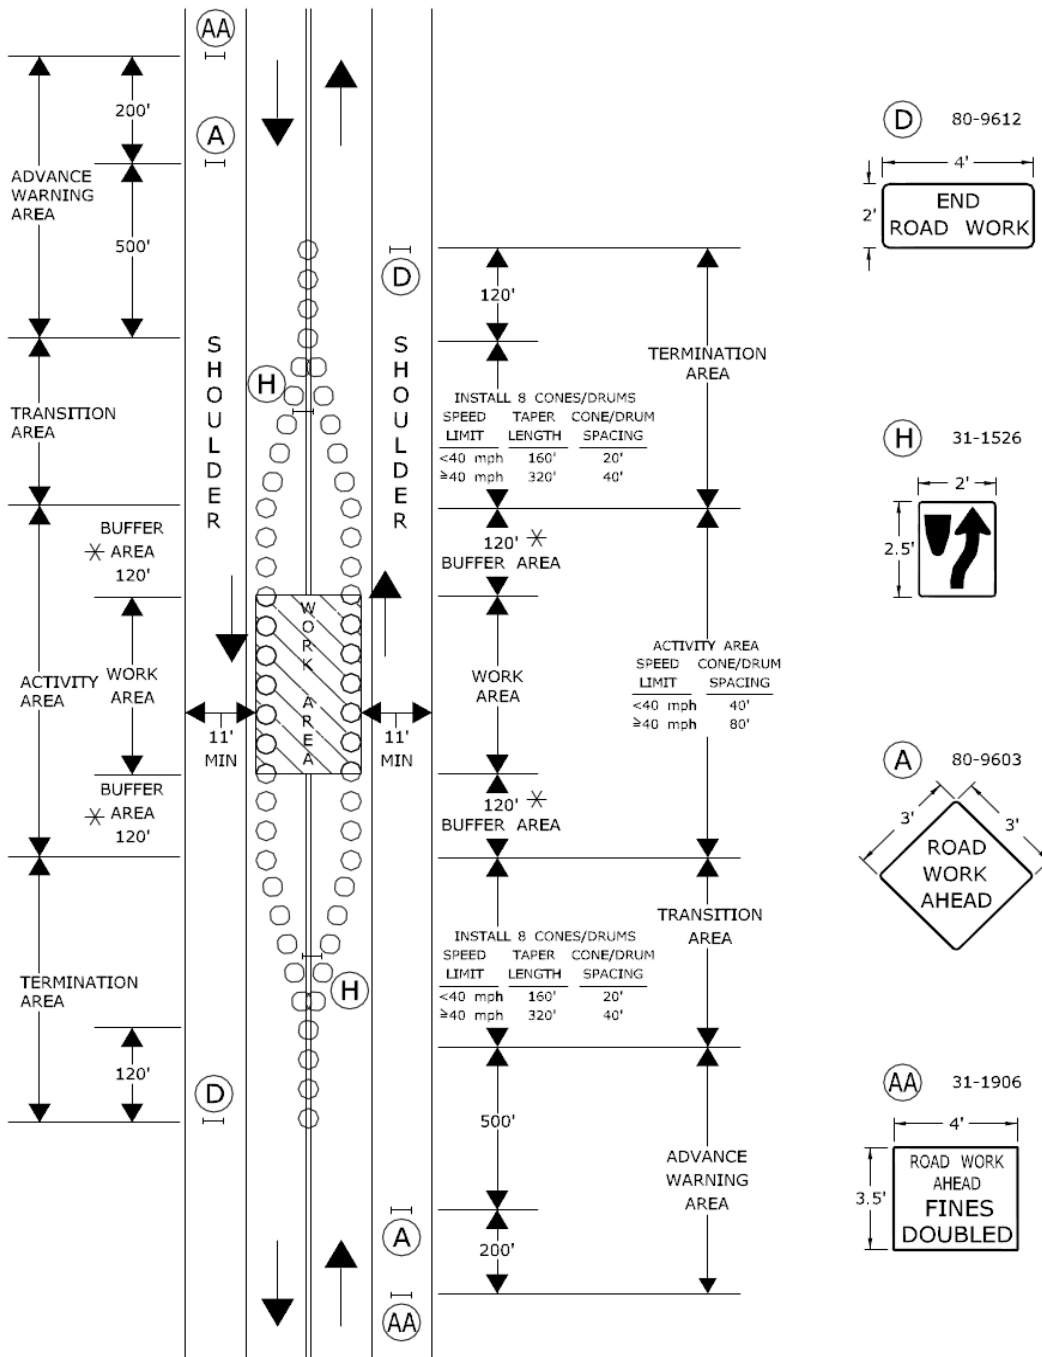 AA
200'
A
ADVANCE
WARNING
AREA
500'
D
120'
SHOULDER
SHOULDER
H
TERMINATION
AREA
TRANSITION
AREA
INSTALL 8 CONES/DRUMS
SPEED TAPER CONE/DRUM
LIMIT LENGTH SPACING
<40 mph 160' 20'
≥40 mph 320' 40'
BUFFER
* AREA
120'
120' *
BUFFER AREA
WORK AREA
ACTIVITY
AREA
WORK
AREA
WORK
AREA
ACTIVITY AREA
SPEED CONE/DRUM
LIMIT SPACING
<40 mph 40'
≥40 mph 80'
11'
MIN
11'
MIN
BUFFER
* AREA
120'
120' *
BUFFER AREA
TRANSITION
AREA
INSTALL 8 CONES/DRUMS
SPEED TAPER CONE/DRUM
LIMIT LENGTH SPACING
<40 mph 160' 20'
≥40 mph 320' 40'
TERMINATION
AREA
H
120'
D
500'
ADVANCE
WARNING
AREA
A
200'
AA
D 80-9612
4'
2'
END
ROAD WORK
H 31-1526
2'
2.5'
A 80-9603
3' 3'
ROAD
WORK
AHEAD
AA 31-1906
4'
3.5'
ROAD WORK
AHEAD
FINES
DOUBLED